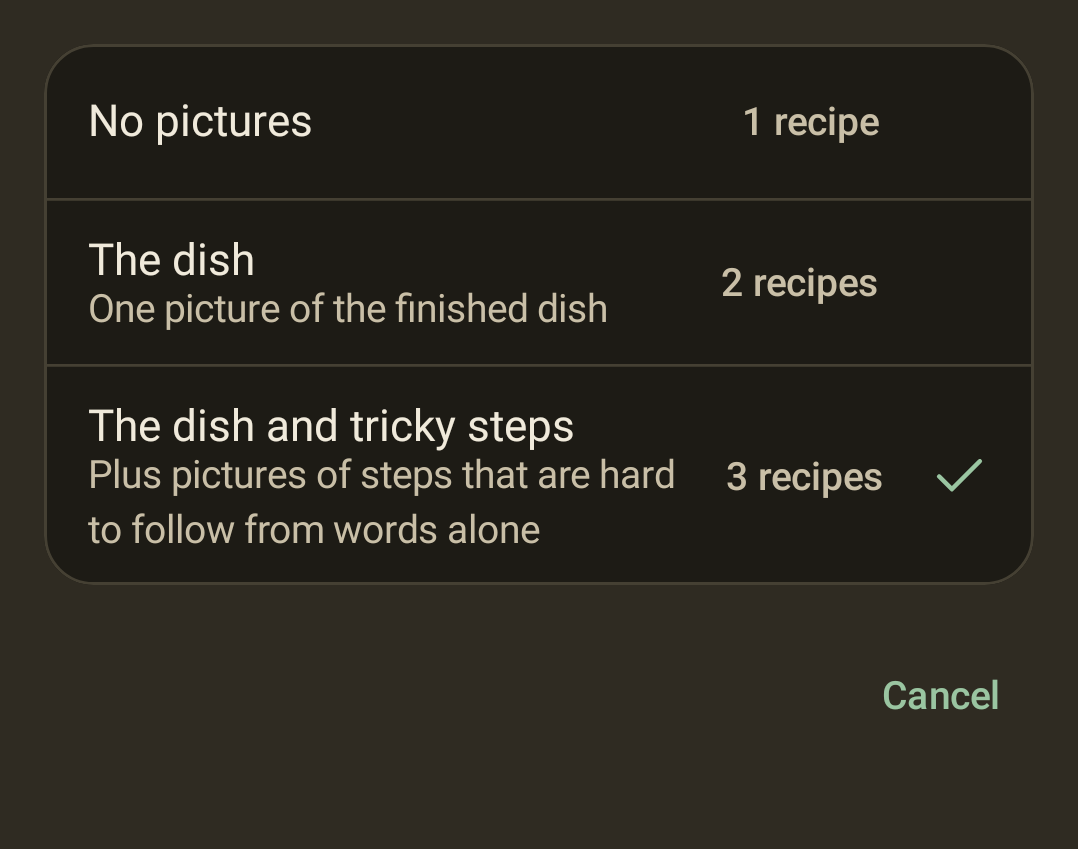 No pictures
1 recipe
The dish
One picture of the finished dish
2 recipes
The dish and tricky steps
Plus pictures of steps that are hard
to follow from words alone
3 recipes
Cancel